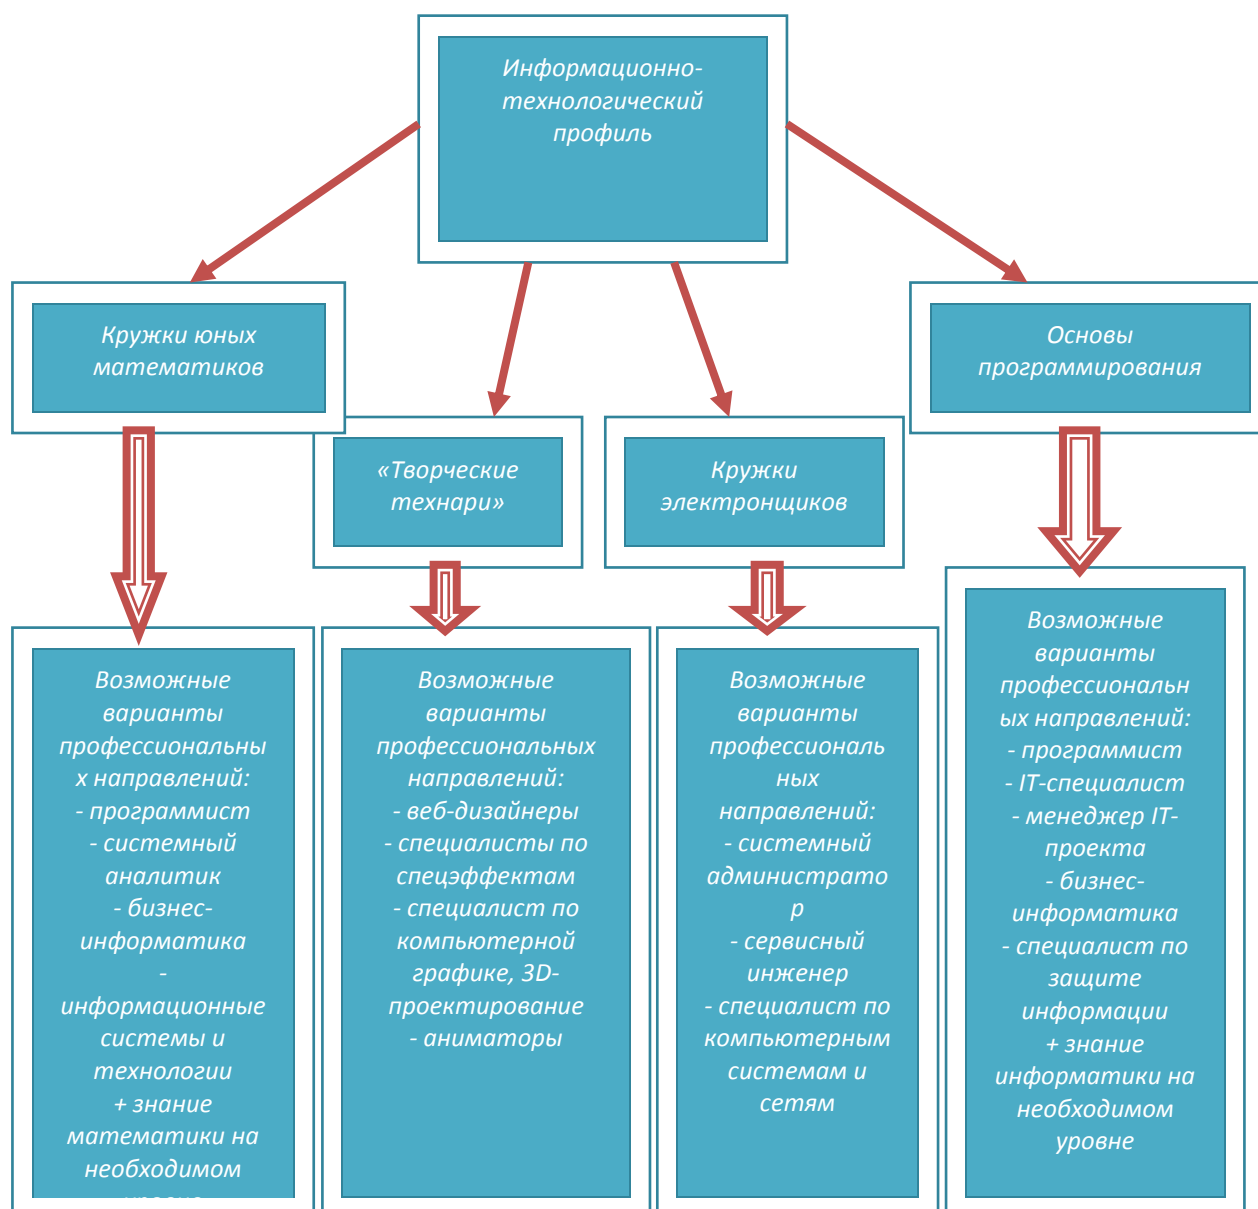 Информационно-
технологический
профиль
Кружки юных
математиков
Основы
программирования
«Творческие
технари»
Кружки
электронщиков
Возможные
варианты
профессиональны
х направлений:
- программист
- системный
аналитик
- бизнес-
информатика
-
информационные
системы и
технологии
+ знание
математики на
необходимом
Возможные
варианты
профессиональных
направлений:
- веб-дизайнеры
- специалисты по
спецэффектам
- специалист по
компьютерной
графике, 3D-
проектирование
- аниматоры
Возможные
варианты
профессиональ
ных
направлений:
- системный
администрато
р
- сервисный
инженер
- специалист по
компьютерным
системам и
сетям
Возможные
варианты
профессиональн
ых направлений:
- программист
- IT-специалист
- менеджер IT-
проекта
- бизнес-
информатика
- специалист по
защите
информации
+ знание
информатики на
необходимом
уровне